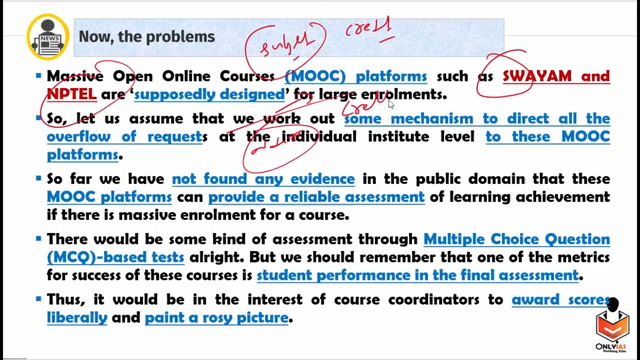 NEWS
Now, the problems
Subject
Credit
Massive Open Online Courses (MOOC) platforms such as SWAYAM and
NPTEL are 'supposedly designed' for large enrolments.
Credit
So, let us assume that we work out some mechanism to direct all the
overflow of requests at the individual institute level to these MOOC
platforms.
So far we have not found any evidence in the public domain that these
MOOC platforms can provide a reliable assessment of learning achievement
if there is massive enrolment for a course.
There would be some kind of assessment through Multiple Choice Question
(MCQ)-based tests alright. But we should remember that one of the metrics
for success of these courses is student performance in the final assessment.
Thus, it would be in the interest of course coordinators to award scores
liberally and paint a rosy picture.
ONLYIAS
Nothing Else